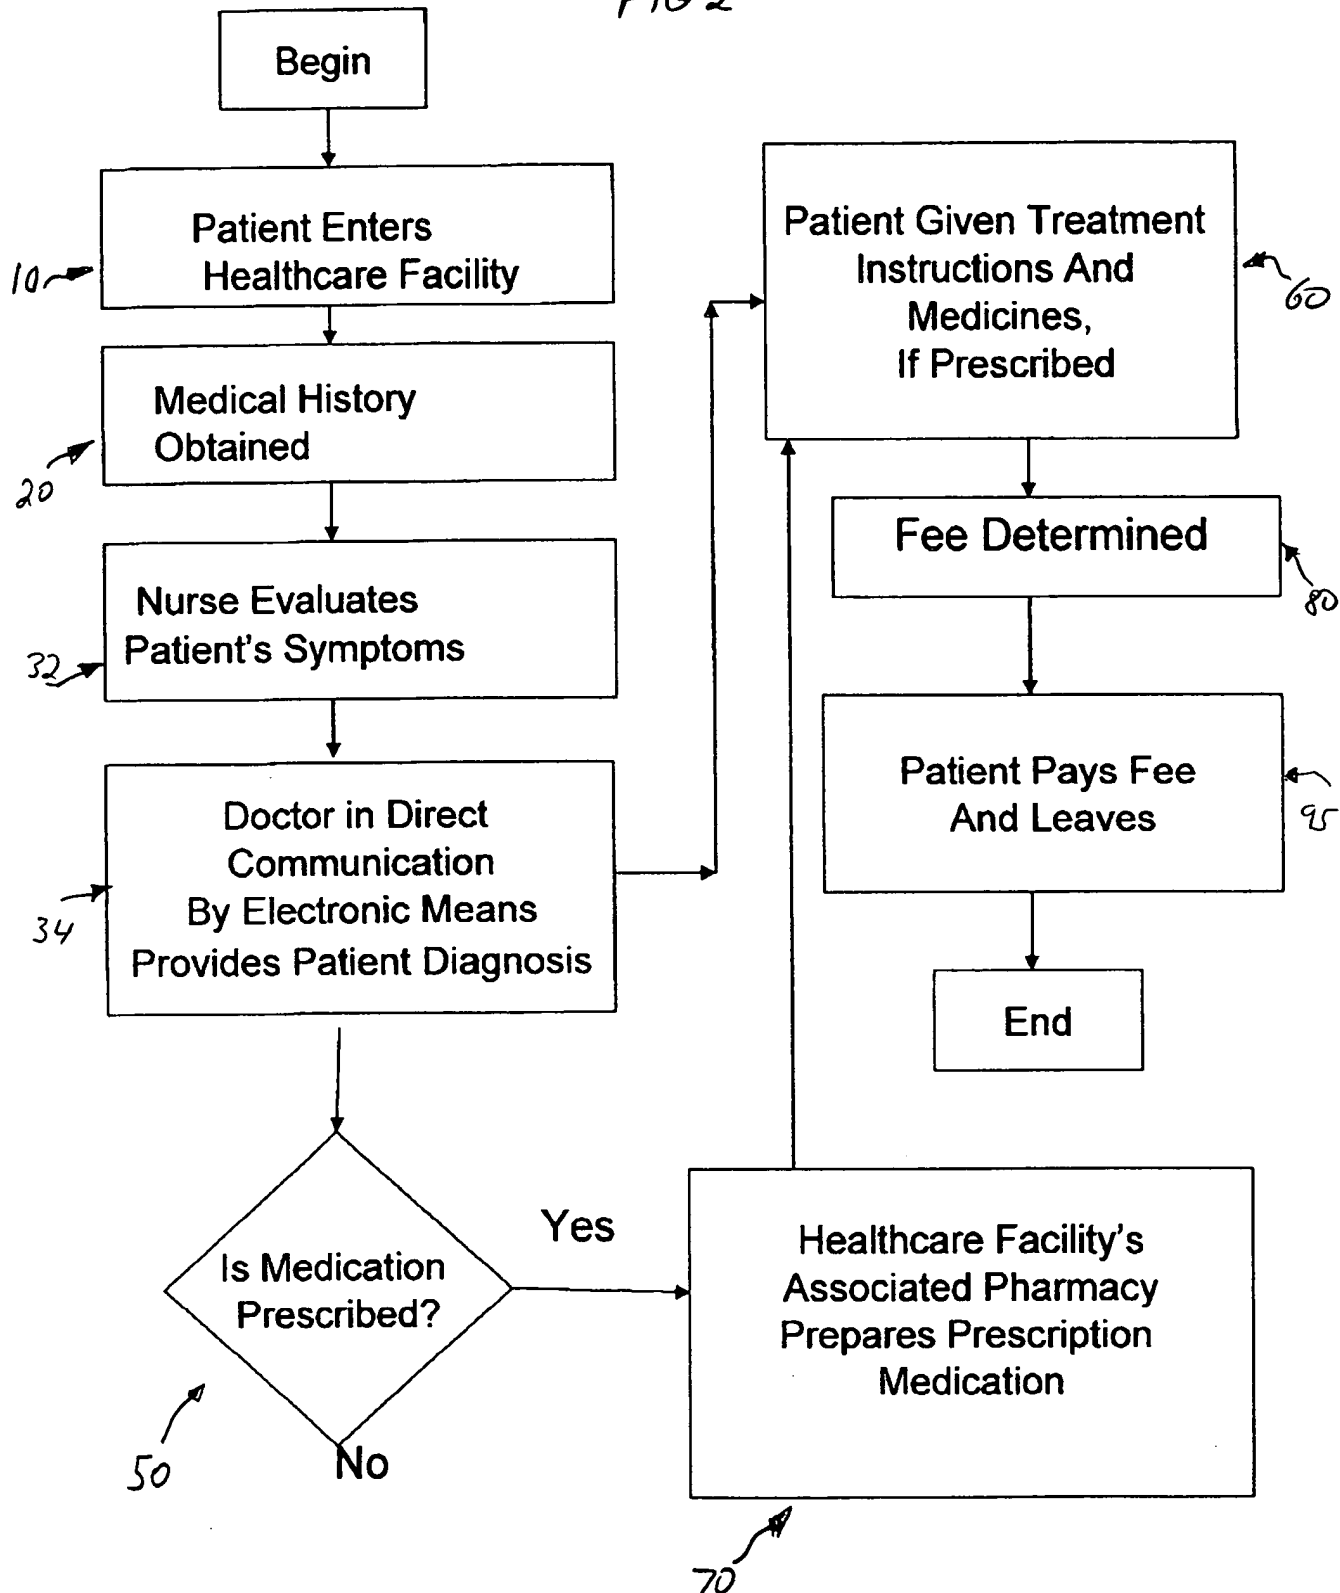 FIG 2
Begin
Patient Enters
Healthcare Facility
10
Medical History
Obtained
20
Nurse Evaluates
Patient's Symptoms
32
Doctor in Direct
Communication
By Electronic Means
Provides Patient Diagnosis
34
Is Medication
Prescribed?
50
Yes
No
Healthcare Facility's
Associated Pharmacy
Prepares Prescription
Medication
70
Patient Given Treatment
Instructions And
Medicines,
If Prescribed
60
Fee Determined
80
Patient Pays Fee
And Leaves
95
End